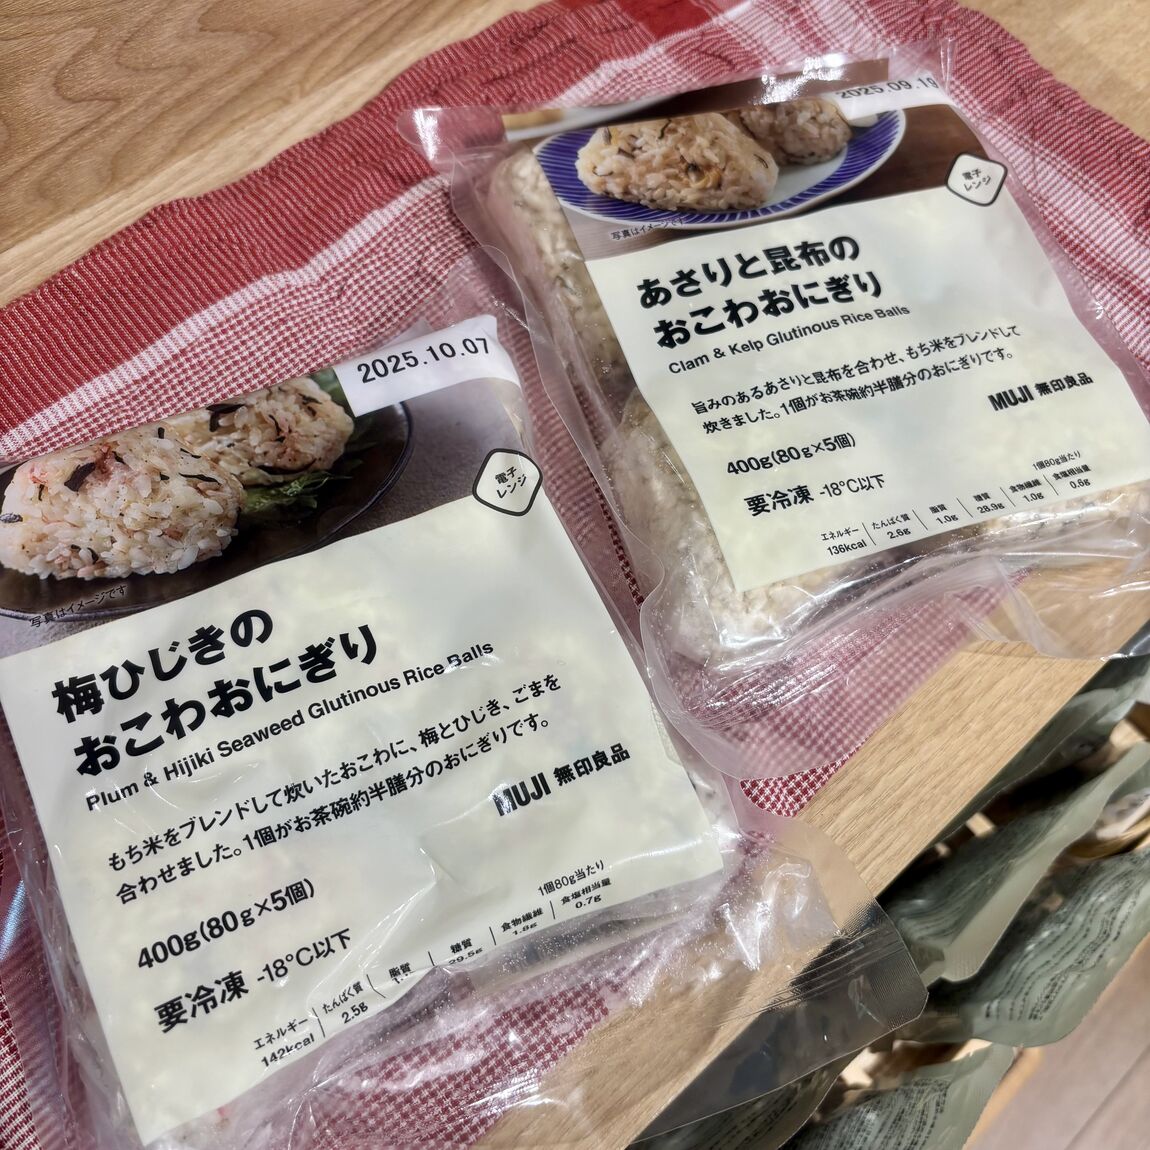 2025.10.07
電子
レンジ
写真はイメージです
梅ひじきの
おこわおにぎり
Plum & Hijiki Seaweed Glutinous Rice Balls
もち米をブレンドして炊いたおこわに、梅とひじき、ごまを
合わせました。1個がお茶碗約半膳分のおにぎりです。
MUJI 無印良品
400g(80g×5個)
要冷凍 -18℃以下
1個80g当たり
エネルギー たんぱく質 脂質 糖質 食物繊維 食塩相当量
142kcal 2.5g 29.5g 1.8g 0.7g
2025.09.19
電子
レンジ
写真はイメージです
あさりと昆布の
おこわおにぎり
Clam & Kelp Glutinous Rice Balls
旨みのあるあさりと昆布を合わせ、もち米をブレンドして
炊きました。1個がお茶碗約半膳分のおにぎりです。
MUJI 無印良品
400g(80g×5個)
要冷凍 -18℃以下
1個80g当たり
エネルギー たんぱく質 脂質 糖質 食物繊維 食塩相当量
136kcal 2.6g 1.0g 28.9g 1.0g 0.6g